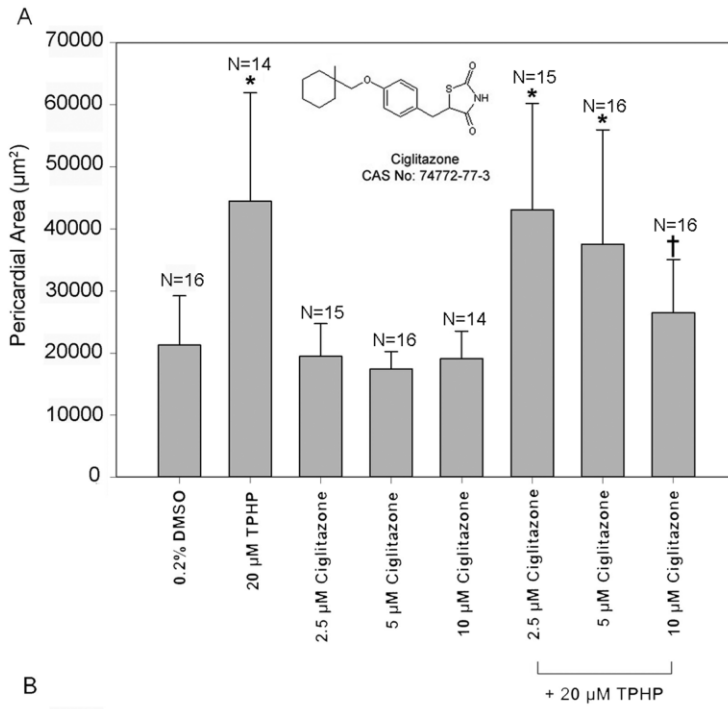 A
70000
60000
50000
40000
30000
20000
10000
0
Pericardial Area (µm²)
N=16
N=14
*
N=15
N=16
N=14
N=15
*
N=16
*
N=16
†
O
S
O
NH
O
Ciglitazone
CAS No: 74772-77-3
0.2% DMSO
20 µM TPHP
2.5 µM Ciglitazone
5 µM Ciglitazone
10 µM Ciglitazone
2.5 µM Ciglitazone
5 µM Ciglitazone
10 µM Ciglitazone
+ 20 µM TPHP
B